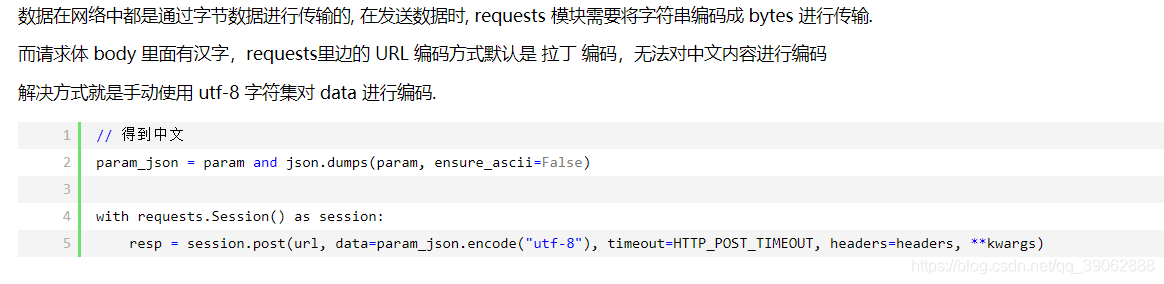 数据在网络中都是通过字节数据进行传输的, 在发送数据时, requests 模块需要将字符串编码成 bytes 进行传输.
而请求体 body 里面有汉字，requests里边的 URL 编码方式默认是 拉丁 编码，无法对中文内容进行编码
解决方式就是手动使用 utf-8 字符集对 data 进行编码.
1 // 得到中文
2 param_json = param and json.dumps(param, ensure_ascii=False)
3
4 with requests.Session() as session:
5     resp = session.post(url, data=param_json.encode("utf-8"), timeout=HTTP_POST_TIMEOUT, headers=headers, **kwargs)
https://blog.csdn.net/qq_39062888